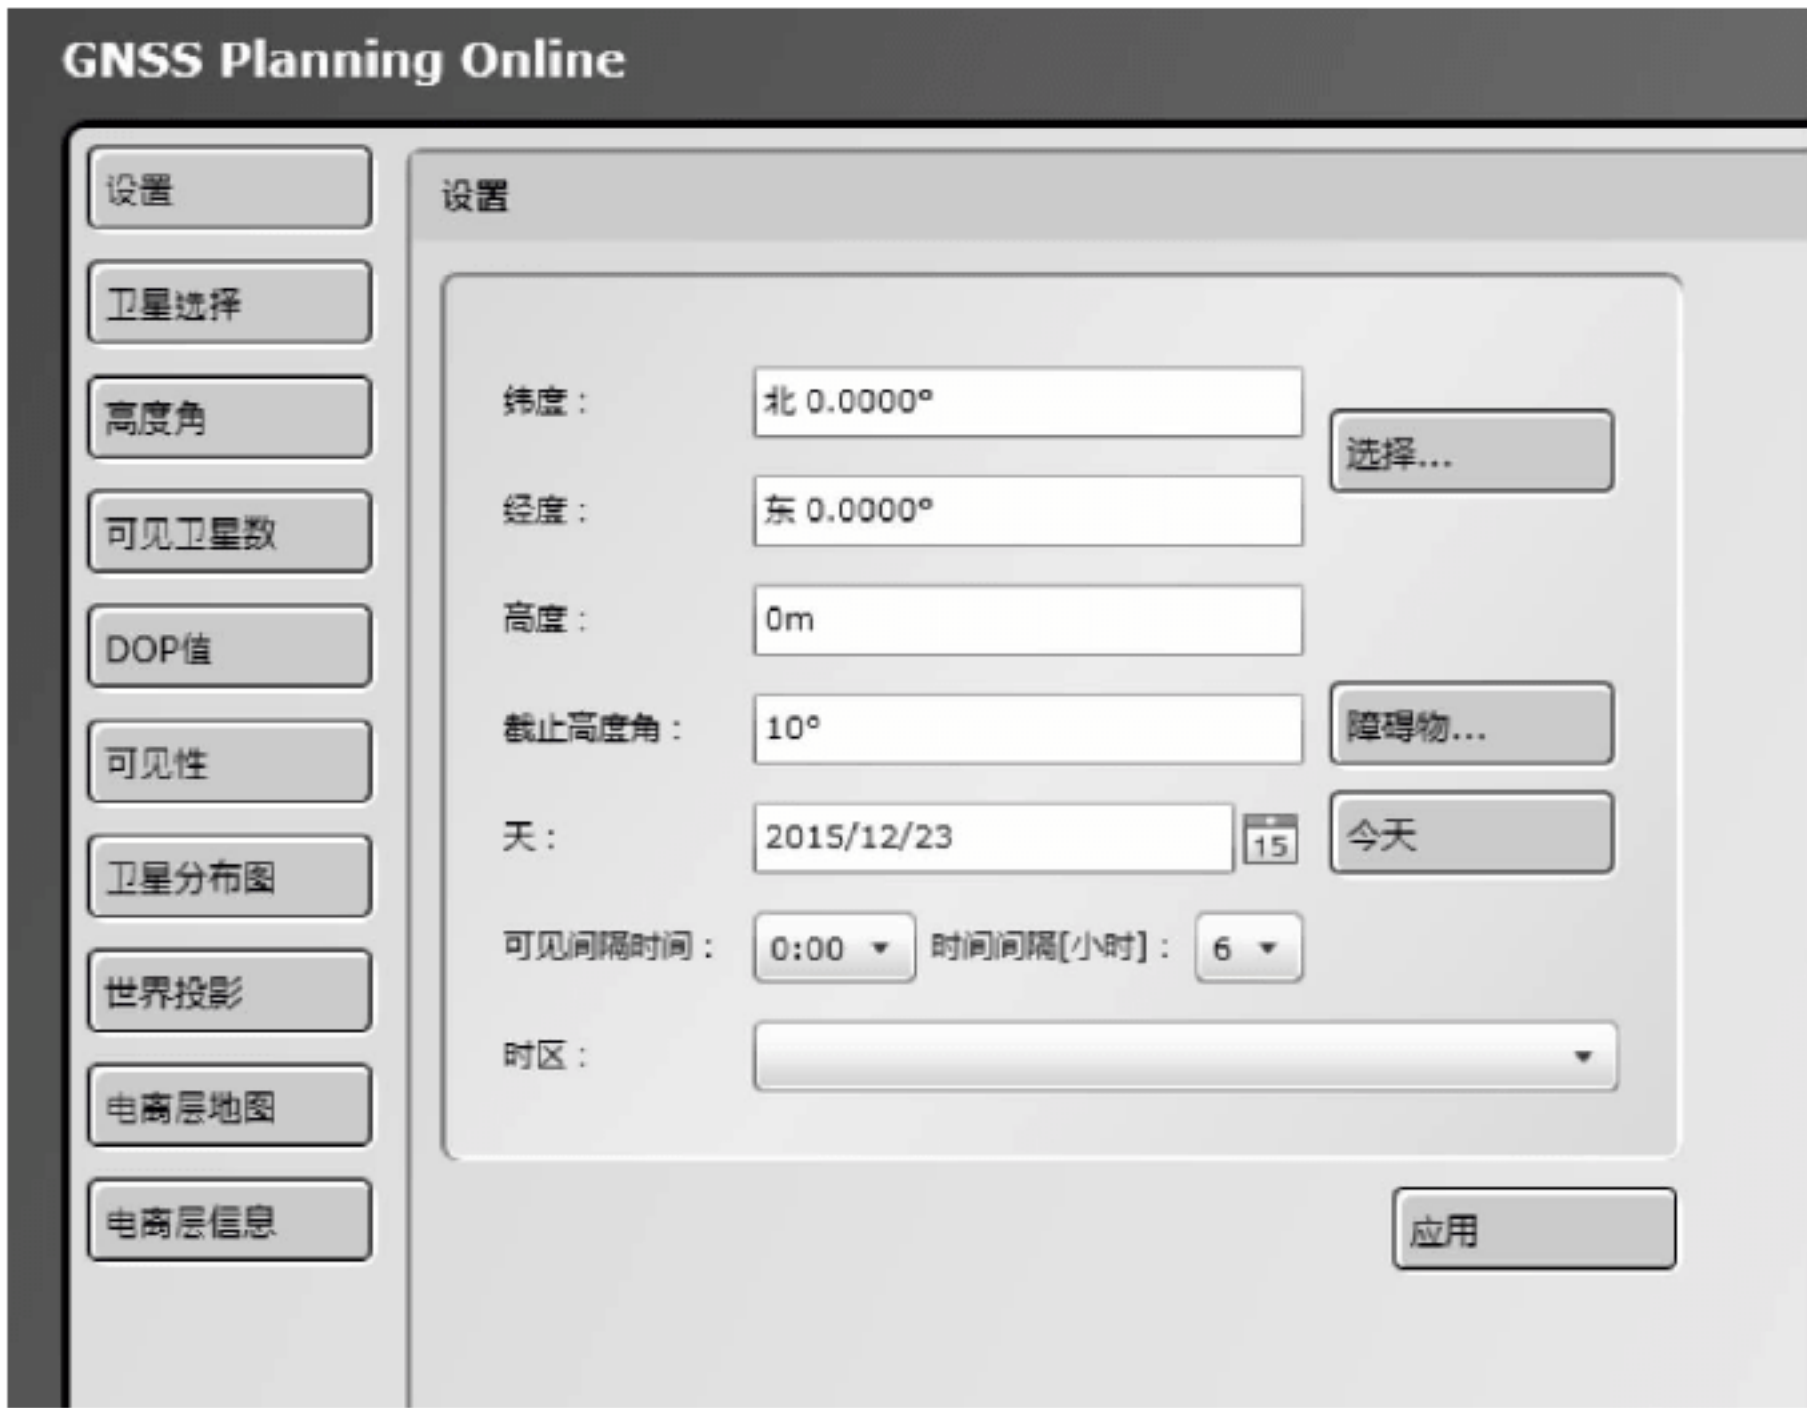 GNSS Planning Online
设置
卫星选择
高度角
可见卫星数
DOP值
可见性
卫星分布图
世界投影
电离层地图
电离层信息
设置
纬度： 北 0.0000°
选择...
经度： 东 0.0000°
高度： 0m
截止高度角： 10° 障碍物...
天： 2015/12/23 15 今天
可见间隔时间： 0:00 时间间隔[小时]： 6
时区：
应用